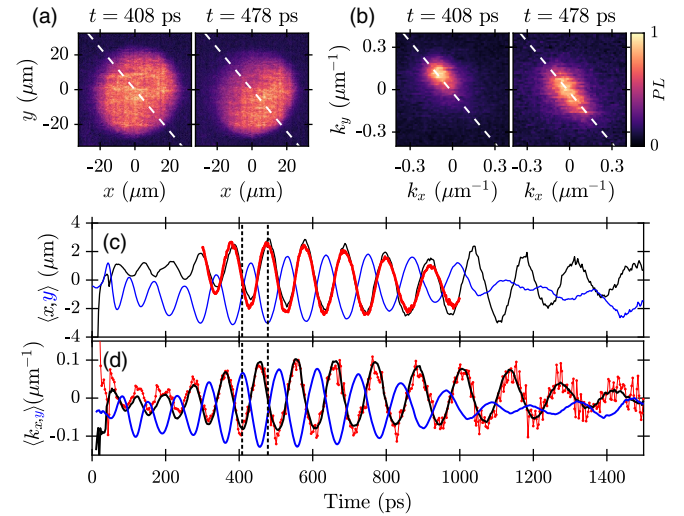 (a) t = 408 ps t = 478 ps (b) t = 408 ps t = 478 ps
y (μm)
20
0
-20
-20 0 20
-20 0 20
x (μm)
x (μm)
k_y (μm⁻¹)
0.4
0
-0.4
-0.3 0 0.3
-0.3 0 0.3
k_x (μm⁻¹)
k_x (μm⁻¹)
1
PL
0
(c)
⟨x,y⟩ (μm)
4
2
0
-2
-4
(d)
⟨k_{x,y}⟩(μm⁻¹)
0.1
0
-0.1
0 200 400 600 800 1000 1200 1400
Time (ps)